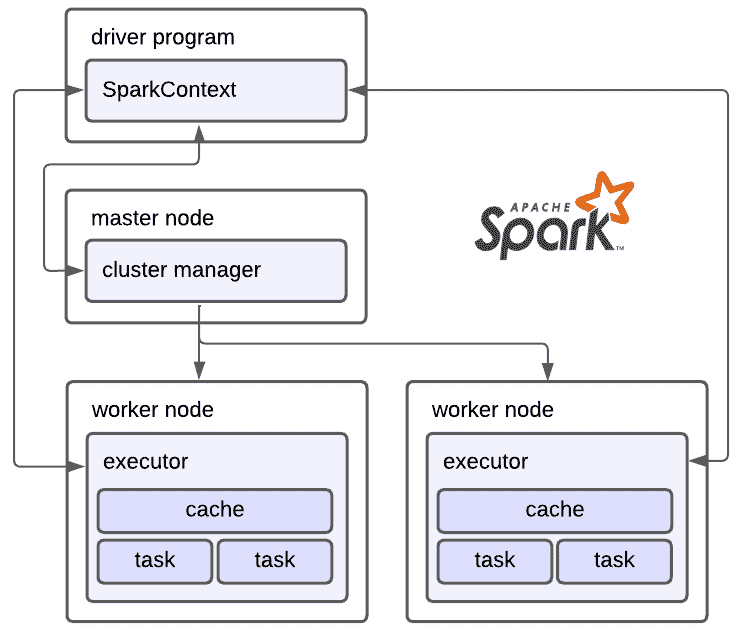 driver program
SparkContext
master node
cluster manager
APACHE
Spark™
worker node
executor
cache
task
task
worker node
executor
cache
task
task